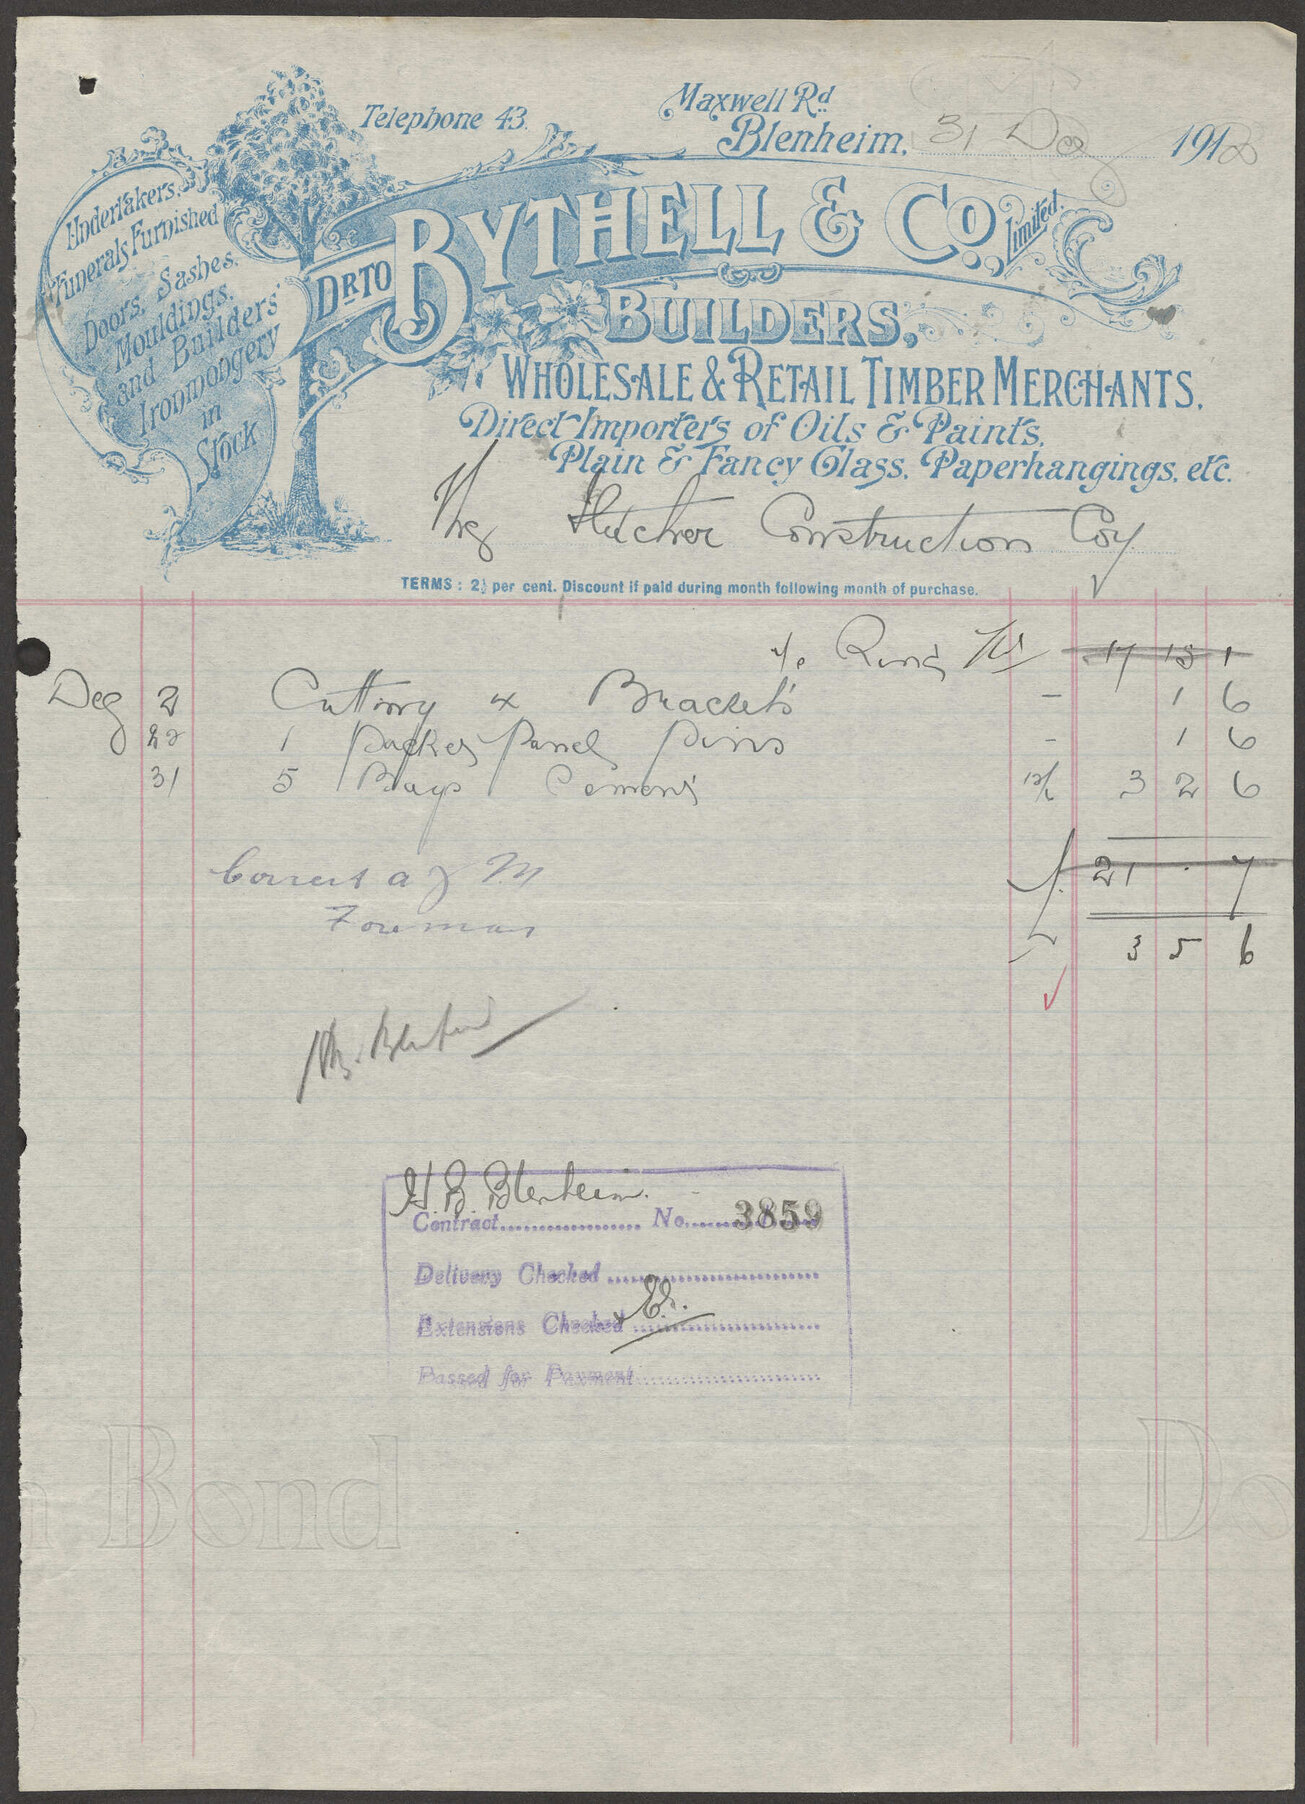 Telephone 43.
Maxwell Rd
Blenheim, 31 Dec 191
Undertakers.
Funerals Furnished
Doors, Sashes,
Mouldings,
and Builders'
Ironmongery
in
Stock
DR TO BYTHELL & CO., Limited.
BUILDERS,
WHOLESALE & RETAIL TIMBER MERCHANTS.
Direct Importers of Oils & Paints,
Plain & Fancy Glass, Paperhangings, etc.
The Fletcher Construction Coy
TERMS : 2½ per cent. Discount if paid during month following month of purchase.
17 13 1
Dec 2 Cutting 4 Brackets - 1 6
22 1 Packet Panel Pins - 1 6
31 5 Bags Cement 12/6 3 2 6
£ 21 . 7
Correct
Foreman
£ 3 5 6
H. B. Blenheim.
Contract No. 3859
Delivery Checked
Extensions Checked
Passed for Payment
Bond